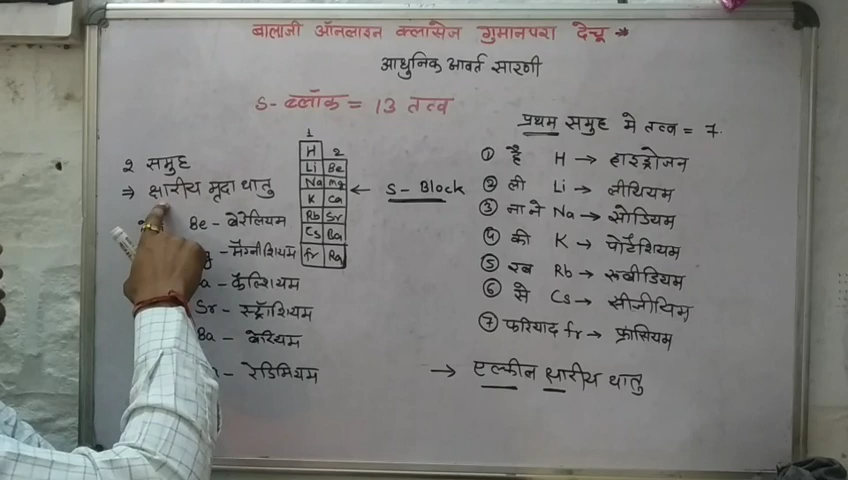 बालाजी ऑनलाइन क्लासेज गुमानपरा देचू *
आधुनिक आवर्त सारणी
S- ब्लॉक = 13 तत्व
2 समुह
⇒ क्षारीय मृदा धातु
Be - बेरेलियम
g - मैग्नीशियम
a - कैल्शियम
Sr - स्ट्रॉशियम
Ba - बेरियम
- रेडिमियम
1
H 2
Li Be
Na Mg
K Ca
Rb Sr
Cs Ba
fr Ra
← S - Block
प्रथम समुह मे तत्व = 7.
① है H → हाइड्रोजन
② ली Li → लीथियम
③ ना ने Na → सोडियम
④ की K → पोटैशियम
⑤ रब Rb → रूबीडियम
⑥ से Cs → सीजीयिम
⑦ फरियाद fr → फ्रांसियम
→ एल्कील क्षारीय धातु